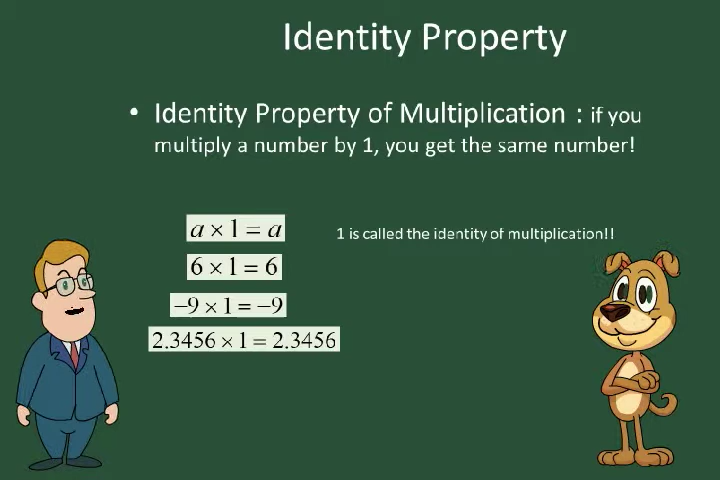 Identity Property
• Identity Property of Multiplication : if you
multiply a number by 1, you get the same number!
a × 1 = a
1 is called the identity of multiplication!!
6 × 1 = 6
−9 × 1 = −9
2.3456 × 1 = 2.3456